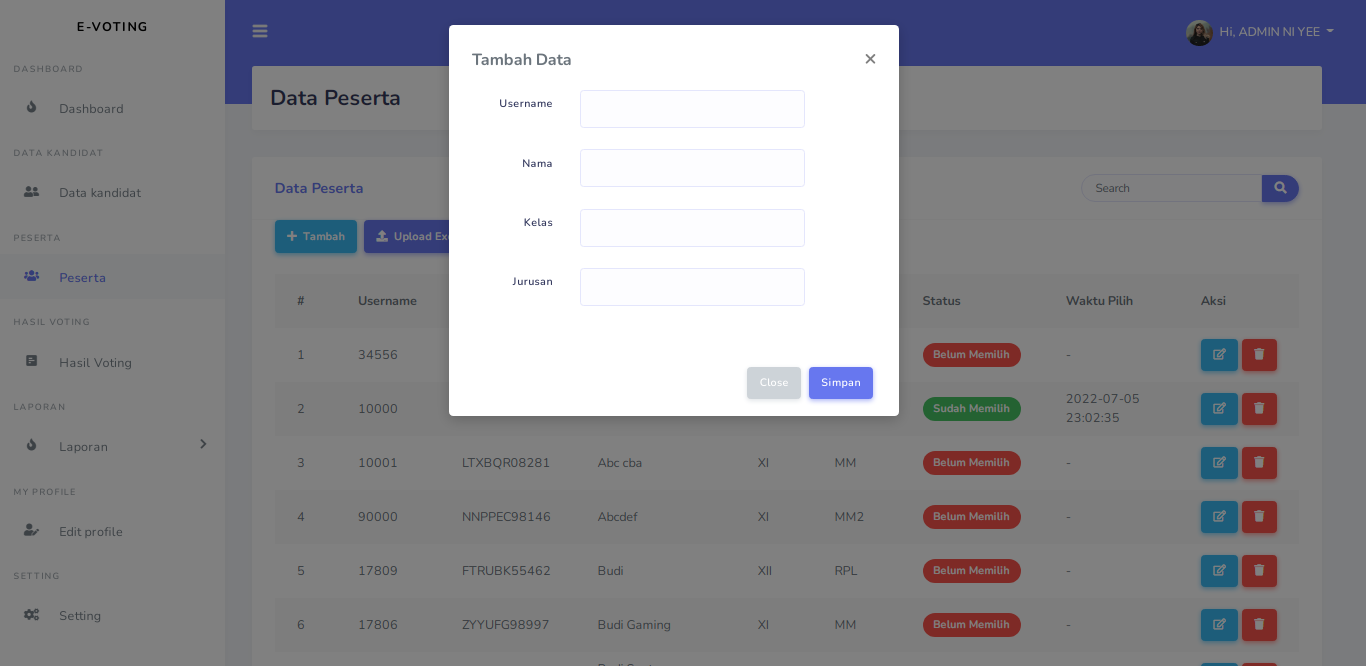 E-VOTING
DASHBOARD
Dashboard
DATA KANDIDAT
Data kandidat
PESERTA
Peserta
HASIL VOTING
Hasil Voting
LAPORAN
Laporan
MY PROFILE
Edit profile
SETTING
Setting
Hi, ADMIN NI YEE
Data Peserta
Data Peserta
Search
Tambah
Upload
Tambah Data
×
Username
Nama
Kelas
Jurusan
Close
Simpan
# Username Status Waktu Pilih Aksi
1 34556 Belum Memilih -
2 10000 Sudah Memilih 2022-07-05
23:02:35
3 10001 LTXBQR08281 Abc cba XI MM Belum Memilih -
4 90000 NNPPEC98146 Abcdef XI MM2 Belum Memilih -
5 17809 FTRUBK55462 Budi XII RPL Belum Memilih -
6 17806 ZYYUFG98997 Budi Gaming XI MM Belum Memilih -